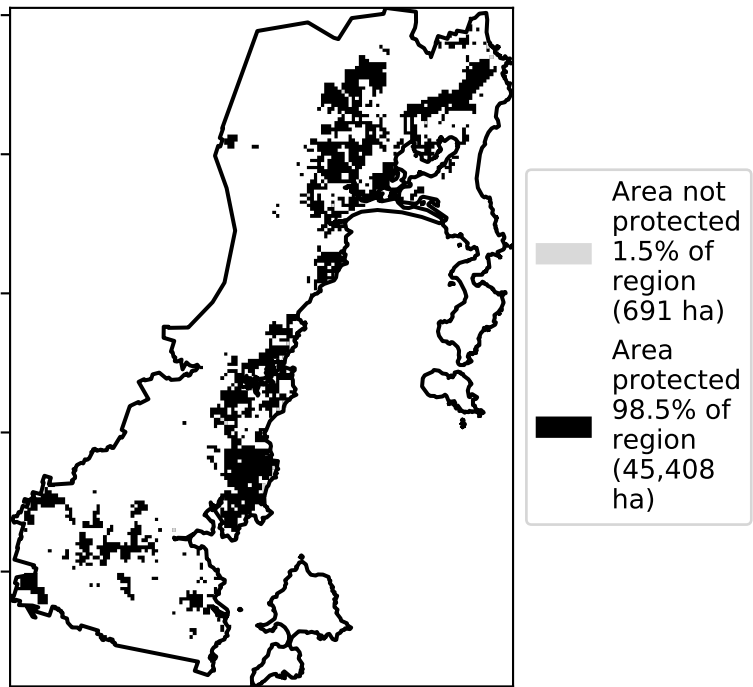 Area not
protected
1.5% of
region
(691 ha)
Area
protected
98.5% of
region
(45,408
ha)